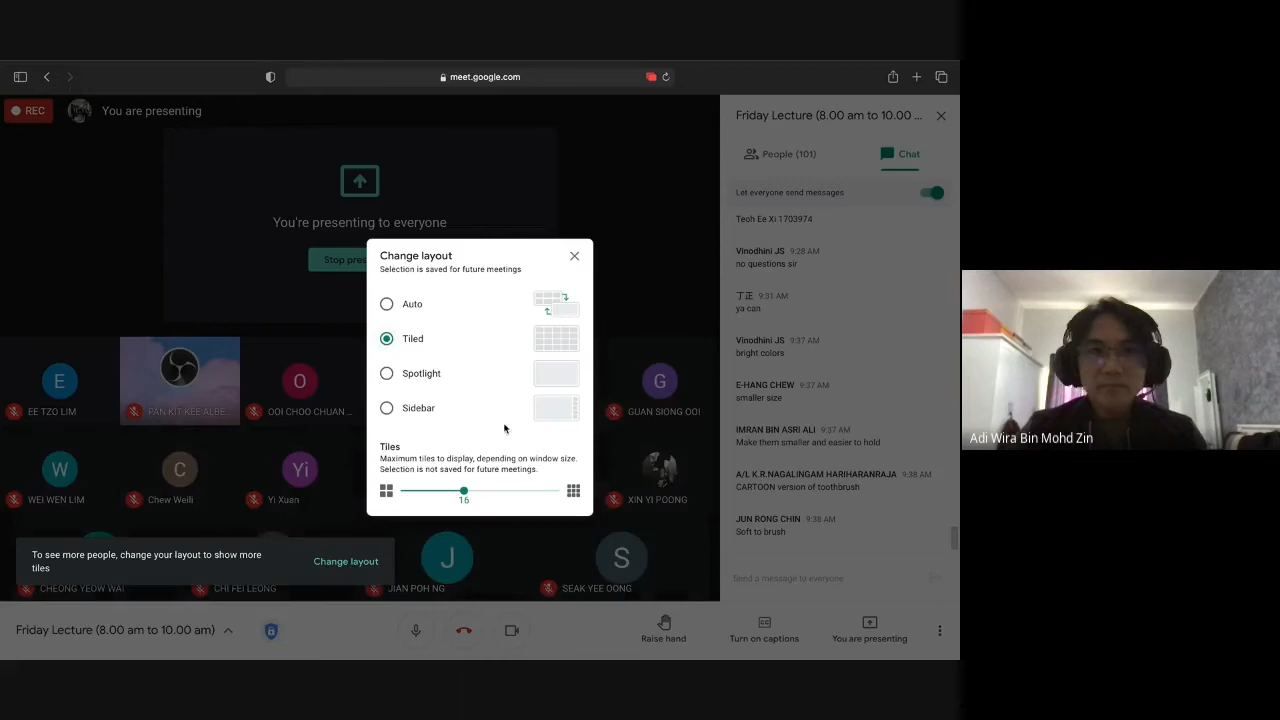 meet.google.com
REC
You are presenting
You're presenting to everyone
Stop pres
Change layout
Selection is saved for future meetings
Auto
Tiled
Spotlight
Sidebar
Tiles
Maximum tiles to display, depending on window size.
Selection is not saved for future meetings.
16
E
EE TZO LIM
PAN KIT KEE ALBE...
O
OOI CHOO CHUAN ...
G
GUAN SIONG OOI
W
WEI WEN LIM
C
Chew Weili
Yi
Yi Xuan
XIN YI POONG
To see more people, change your layout to show more
tiles
Change layout
CHEONG YEOW WAI
CHI FEI LEONG
J
JIAN POH NG
S
SEAK YEE OONG
Friday Lecture (8.00 am to 10.00 am)
Raise hand
Turn on captions
You are presenting
Friday Lecture (8.00 am to 10.00 ...
People (101)
Chat
Let everyone send messages
Teoh Ee Xi 1703974
Vinodhini JS 9:28 AM
no questions sir
丁正 9:31 AM
ya can
Vinodhini JS 9:37 AM
bright colors
E-HANG CHEW 9:37 AM
smaller size
IMRAN BIN ASRI ALI 9:37 AM
Make them smaller and easier to hold
A/L K.R.NAGALINGAM HARIHARANRAJA 9:38 AM
CARTOON version of toothbrush
JUN RONG CHIN 9:38 AM
Soft to brush
Send a message to everyone
Adi Wira Bin Mohd Zin